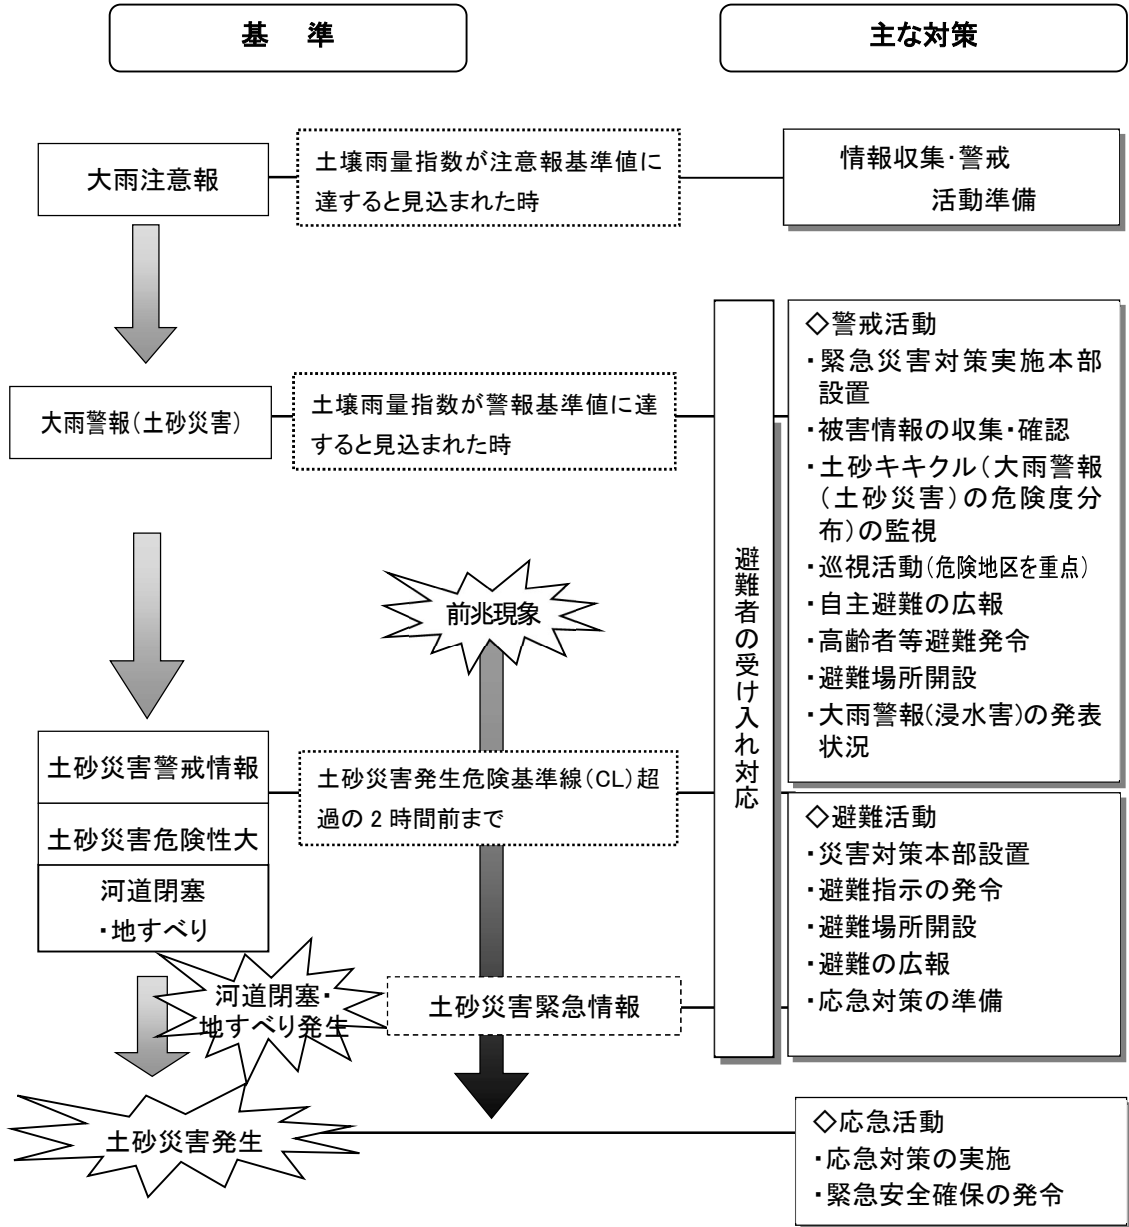 基　準
主な対策
大雨注意報
土壌雨量指数が注意報基準値に
達すると見込まれた時
情報収集・警戒
活動準備
大雨警報(土砂災害)
土壌雨量指数が警報基準値に達
すると見込まれた時
避難者の受け入れ対応
◇警戒活動
・緊急災害対策実施本部
設置
・被害情報の収集・確認
・土砂キキクル(大雨警報
(土砂災害)の危険度分
布)の監視
・巡視活動(危険地区を重点)
・自主避難の広報
・高齢者等避難発令
・避難場所開設
・大雨警報(浸水害)の発表
状況
前兆現象
土砂災害警戒情報
土砂災害危険性大
河道閉塞
・地すべり
土砂災害発生危険基準線(CL)超
過の2時間前まで
◇避難活動
・災害対策本部設置
・避難指示の発令
・避難場所開設
・避難の広報
・応急対策の準備
河道閉塞・
地すべり発生
土砂災害緊急情報
土砂災害発生
◇応急活動
・応急対策の実施
・緊急安全確保の発令